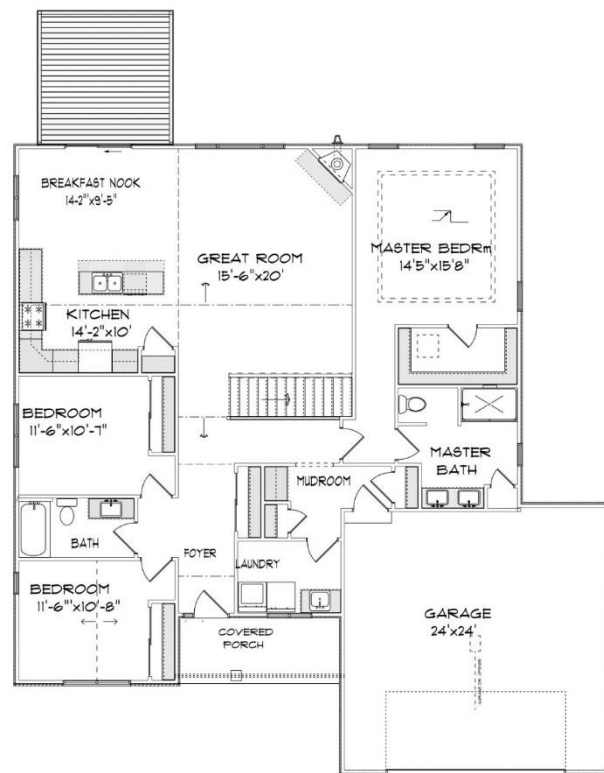 BREAKFAST NOOK
14-2"x9'-5"
GREAT ROOM
15'-6"x20'
MASTER BEDRm
14'5"x15'8"
KITCHEN
14'-2"x10'
BEDROOM
11'-6"x10'-7"
MASTER
BATH
MUDROOM
BATH
FOYER
LAUNDRY
BEDROOM
11'-6"'x10'-8"
COVERED
PORCH
GARAGE
24'x24'